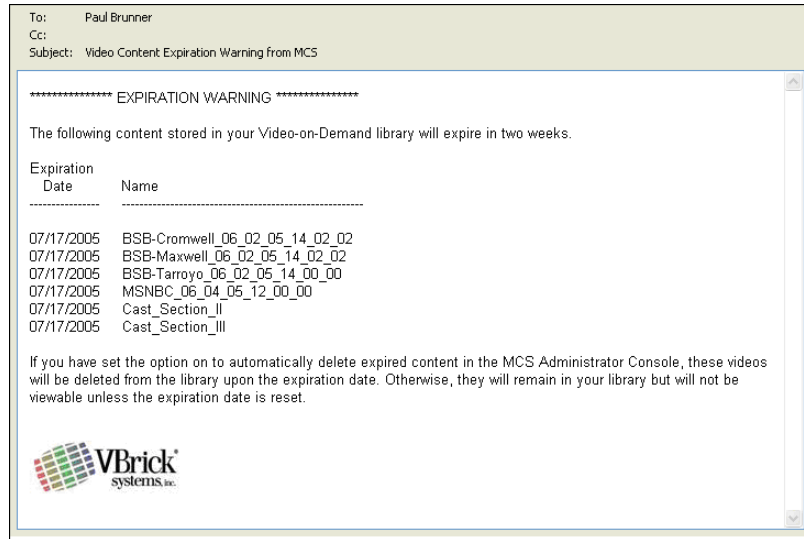 To: Paul Brunner
Cc:
Subject: Video Content Expiration Warning from MCS
*************** EXPIRATION WARNING ***************
The following content stored in your Video-on-Demand library will expire in two weeks.
Expiration
Date Name
---------------- -------------------------------------------------------
07/17/2005 BSB-Cromwell_06_02_05_14_02_02
07/17/2005 BSB-Maxwell_06_02_05_14_02_02
07/17/2005 BSB-Tarroyo_06_02_05_14_00_00
07/17/2005 MSNBC_06_04_05_12_00_00
07/17/2005 Cast_Section_II
07/17/2005 Cast_Section_III
If you have set the option on to automatically delete expired content in the MCS Administrator Console, these videos
will be deleted from the library upon the expiration date. Otherwise, they will remain in your library but will not be
viewable unless the expiration date is reset.
VBrick®
systems, inc.